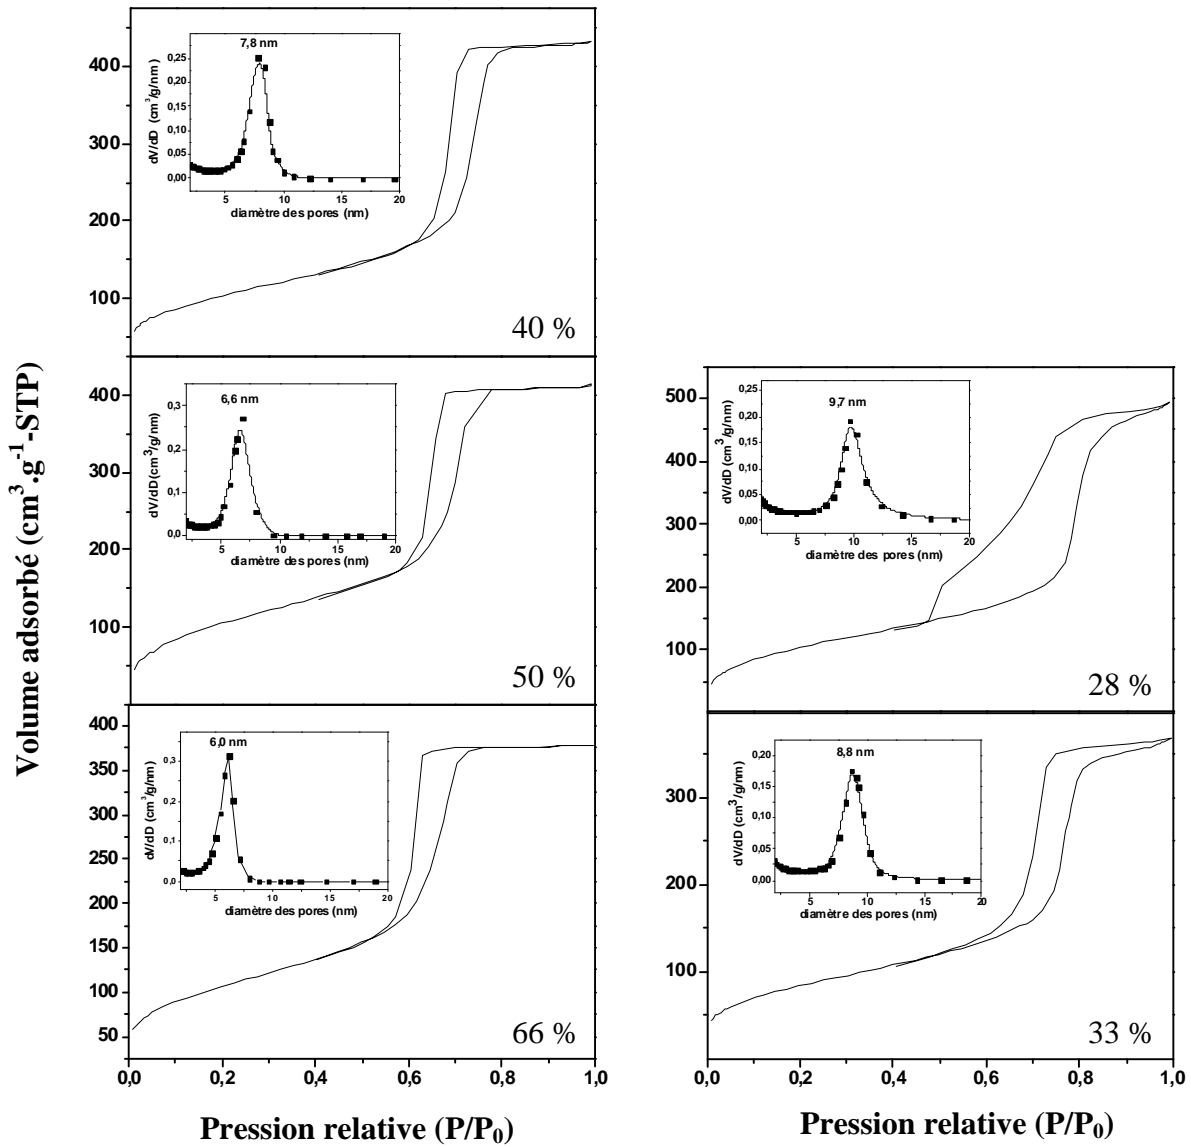 Volume adsorbé (cm³.g⁻¹-STP)
400
300
200
100
7,8 nm
dV/dD (cm³/g/nm)
0,25
0,20
0,15
0,10
0,05
0,00
5 10 15 20
diamètre des pores (nm)
40 %
400
300
200
100
6,6 nm
dV/dD (cm³/g/nm)
0,3
0,2
0,1
0,0
5 10 15 20
diamètre des pores (nm)
50 %
400
350
300
250
200
150
100
50
6,0 nm
dV/dD (cm³/g/nm)
0,3
0,2
0,1
0,0
5 10 15 20
diamètre des pores (nm)
66 %
0,0 0,2 0,4 0,6 0,8 1,0
Pression relative (P/P₀)
500
400
300
200
100
9,7 nm
dV/dD (cm³/g/nm)
0,25
0,20
0,15
0,10
0,05
0,00
5 10 15 20
diamètre des pores (nm)
28 %
300
200
100
8,8 nm
dV/dD (cm³/g/nm)
0,20
0,15
0,10
0,05
0,00
5 10 15 20
diamètre des pores (nm)
33 %
0,0 0,2 0,4 0,6 0,8 1,0
Pression relative (P/P₀)